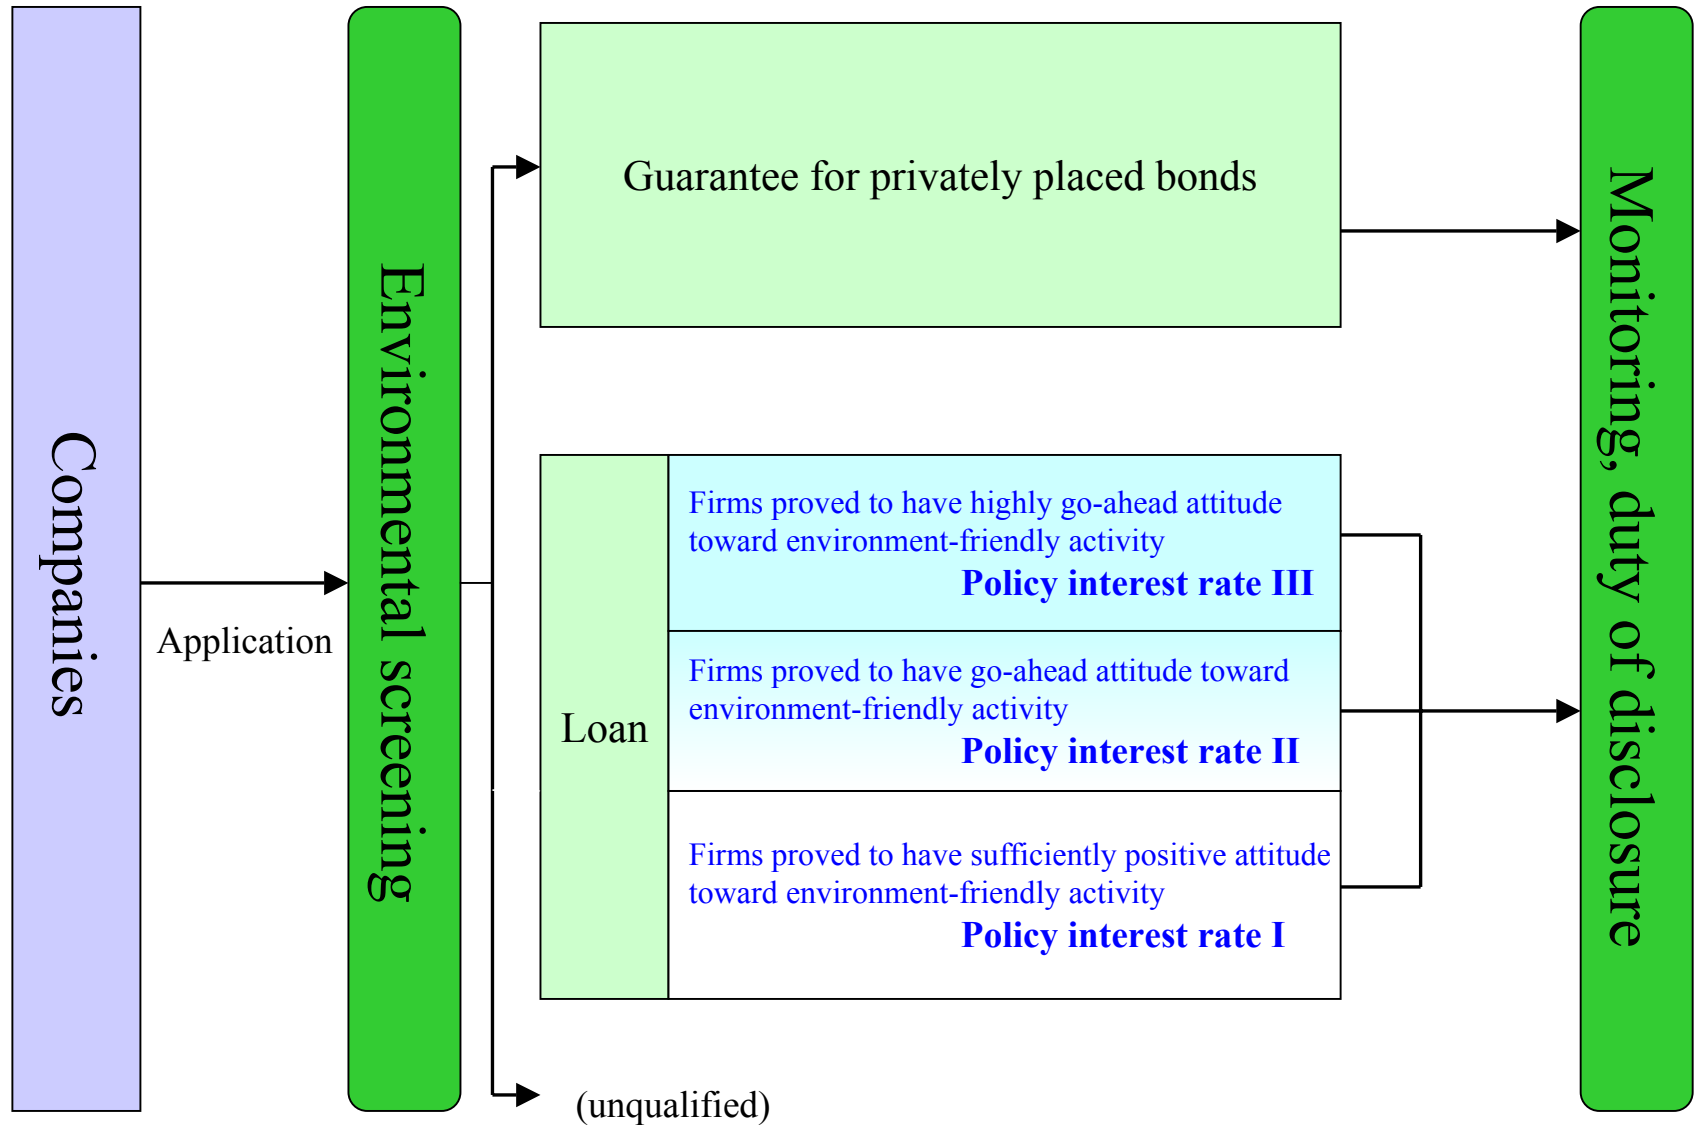 Companies
Application
Environmental screening
Guarantee for privately placed bonds
Loan
Firms proved to have highly go-ahead attitude
toward environment-friendly activity
Policy interest rate III
Firms proved to have go-ahead attitude toward
environment-friendly activity
Policy interest rate II
Firms proved to have sufficiently positive attitude
toward environment-friendly activity
Policy interest rate I
(unqualified)
Monitoring, duty of disclosure